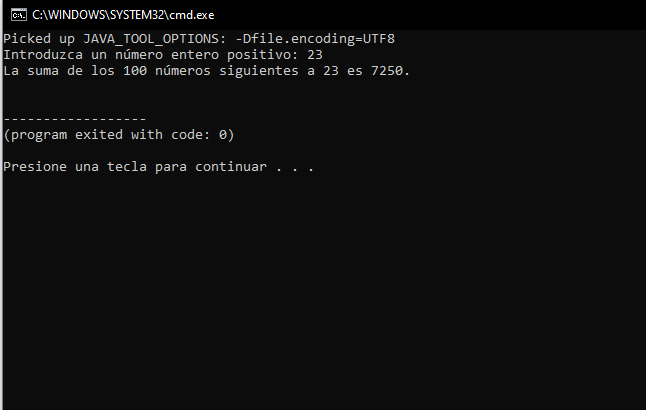 C:\WINDOWS\SYSTEM32\cmd.exe
Picked up JAVA_TOOL_OPTIONS: -Dfile.encoding=UTF8
Introduzca un número entero positivo: 23
La suma de los 100 números siguientes a 23 es 7250.
------------------
(program exited with code: 0)
Presione una tecla para continuar . . .